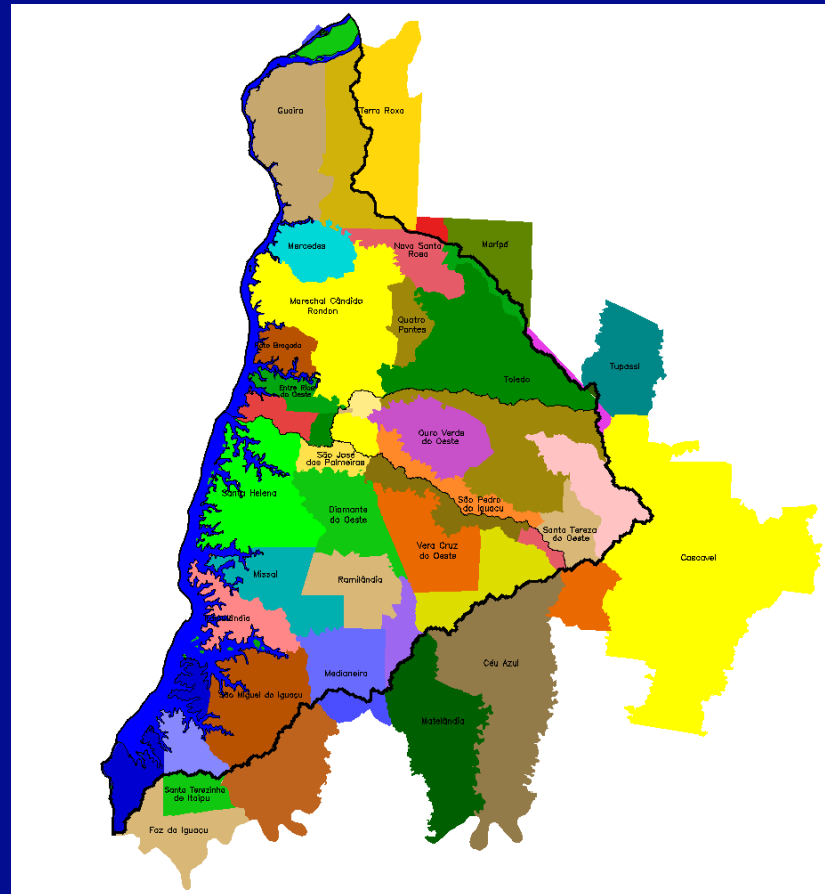 Guaíra
Terra Roxa
Mercedes
Nova Santa
Rosa
Maripá
Marechal Cândido
Rondon
Quatro
Pontes
Pato Bragado
Tupassi
Toledo
Entre Rios
do Oeste
Ouro Verde
do Oeste
São José
das Palmeiras
Santa Helena
São Pedro
do Iguaçu
Diamante
do Oeste
Santa Tereza
do Oeste
Vera Cruz
do Oeste
Cascavel
Missal
Ramilândia
Céu Azul
Medianeira
São Miguel do Iguaçu
Matelândia
Santa Terezinha
de Itaipu
Foz do Iguaçu